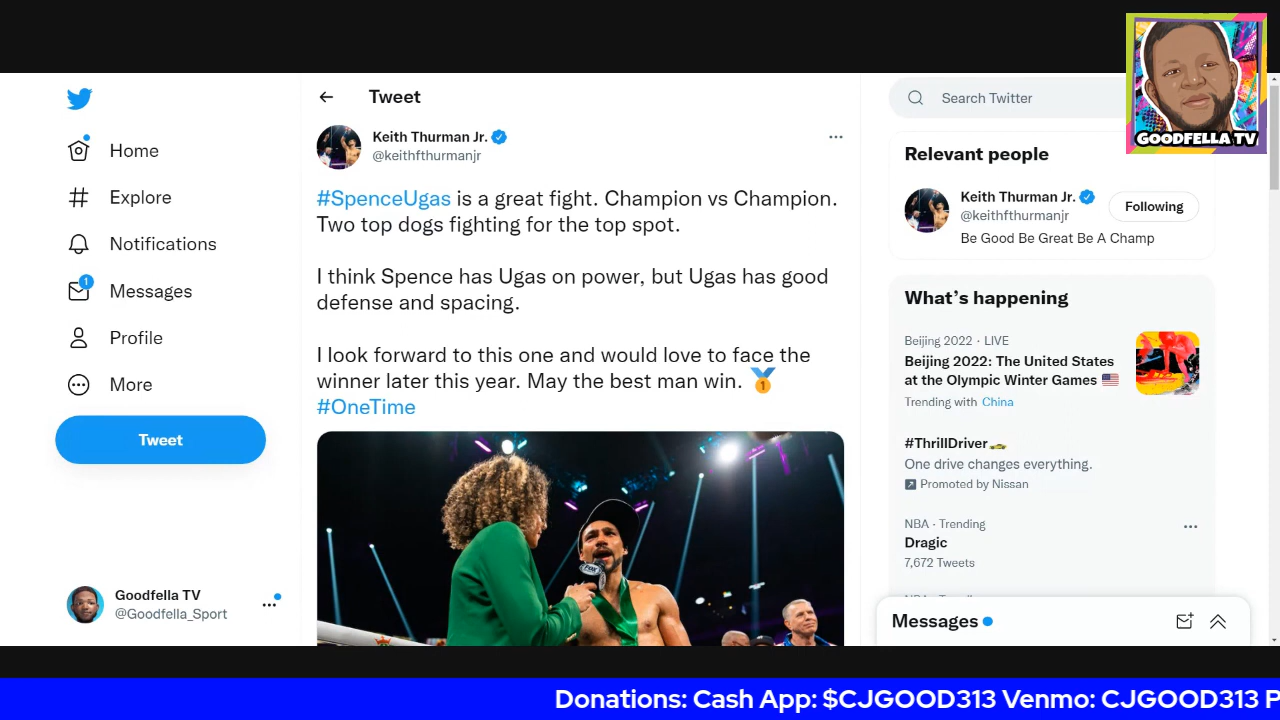 GOODFELLA TV
Home
Explore
Notifications
1
Messages
Profile
More
Tweet
Goodfella TV
@Goodfella_Sport
Tweet
Keith Thurman Jr.
@keithfthurmanjr
#SpenceUgas is a great fight. Champion vs Champion.
Two top dogs fighting for the top spot.
I think Spence has Ugas on power, but Ugas has good
defense and spacing.
I look forward to this one and would love to face the
winner later this year. May the best man win. 🥇
#OneTime
FOX
Search Twitter
Relevant people
Keith Thurman Jr.
@keithfthurmanjr
Following
Be Good Be Great Be A Champ
What's happening
Beijing 2022 · LIVE
Beijing 2022: The United States
at the Olympic Winter Games 🇺🇸
Trending with China
#ThrillDriver
One drive changes everything.
Promoted by Nissan
NBA · Trending
Dragic
7,672 Tweets
Messages
Donations: Cash App: $CJGOOD313 Venmo: CJGOOD313 P